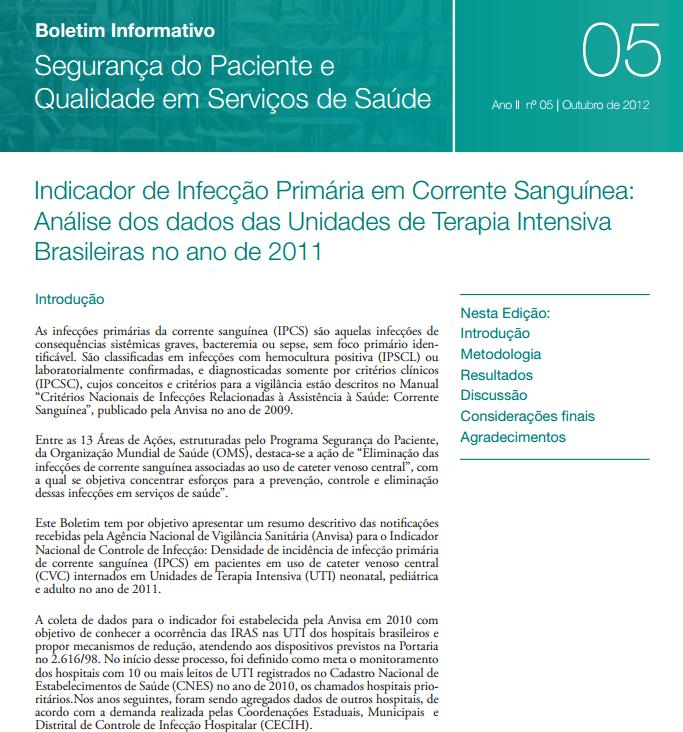 Boletim Informativo
Segurança do Paciente e
Qualidade em Serviços de Saúde
05
Ano II nº 05 | Outubro de 2012
Indicador de Infecção Primária em Corrente Sanguínea:
Análise dos dados das Unidades de Terapia Intensiva
Brasileiras no ano de 2011
Introdução
As infecções primárias da corrente sanguínea (IPCS) são aquelas infecções de
consequências sistêmicas graves, bacteremia ou sepse, sem foco primário iden-
tificável. São classificadas em infecções com hemocultura positiva (IPSCL) ou
laboratorialmente confirmadas, e diagnosticadas somente por critérios clínicos
(IPCSC), cujos conceitos e critérios para a vigilância estão descritos no Manual
“Critérios Nacionais de Infecções Relacionadas à Assistência à Saúde: Corrente
Sanguínea”, publicado pela Anvisa no ano de 2009.
Entre as 13 Áreas de Ações, estruturadas pelo Programa Segurança do Paciente,
da Organização Mundial de Saúde (OMS), destaca-se a ação de “Eliminação das
infecções de corrente sanguínea associadas ao uso de cateter venoso central”, com
a qual se objetiva concentrar esforços para a prevenção, controle e eliminação
dessas infecções em serviços de saúde”.
Este Boletim tem por objetivo apresentar um resumo descritivo das notificações
recebidas pela Agência Nacional de Vigilância Sanitária (Anvisa) para o Indicador
Nacional de Controle de Infecção: Densidade de incidência de infecção primária
de corrente sanguínea (IPCS) em pacientes em uso de cateter venoso central
(CVC) internados em Unidades de Terapia Intensiva (UTI) neonatal, pediátrica
e adulto no ano de 2011.
A coleta de dados para o indicador foi estabelecida pela Anvisa em 2010 com
objetivo de conhecer a ocorrência das IRAS nas UTI dos hospitais brasileiros e
propor mecanismos de redução, atendendo aos dispositivos previstos na Portaria
no 2.616/98. No início desse processo, foi definido como meta o monitoramento
dos hospitais com 10 ou mais leitos de UTI registrados no Cadastro Nacional de
Estabelecimentos de Saúde (CNES) no ano de 2010, os chamados hospitais prio-
ritários.Nos anos seguintes, foram sendo agregados dados de outros hospitais, de
acordo com a demanda realizada pelas Coordenações Estaduais, Municipais e
Distrital de Controle de Infecção Hospitalar (CECIH).
Nesta Edição:
Introdução
Metodologia
Resultados
Discussão
Considerações finais
Agradecimentos